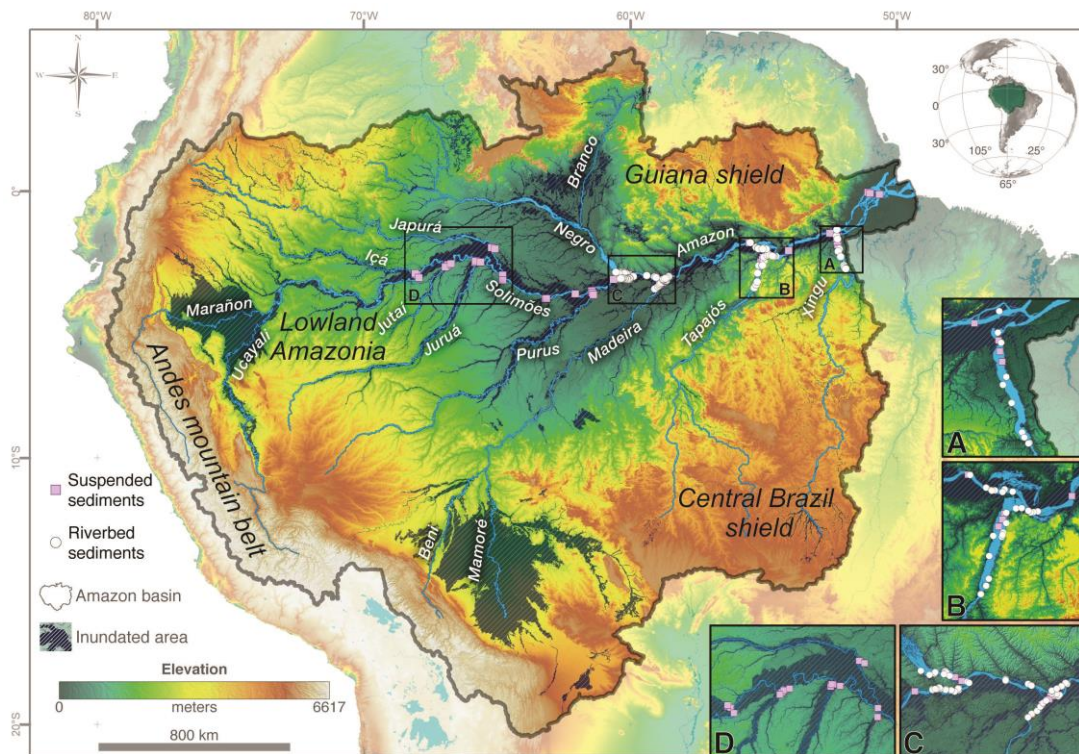 80°W
70°W
60°W
50°W
N
W
E
S
30°
0
30°
105°
25°
65°
0°
10°S
20°S
Branco
Guiana shield
Japurá
Negro
Amazon
Içá
D
C
B
A
Marañon
Jutaí
Solimões
Lowland
Amazonia
Ucayali
Juruá
Purus
Madeira
Tapajós
Xingu
Andes mountain belt
Central Brazil
shield
Beni
Mamoré
Suspended
sediments
Riverbed
sediments
Amazon basin
Inundated area
Elevation
0
meters
6617
800 km
A
B
D
C